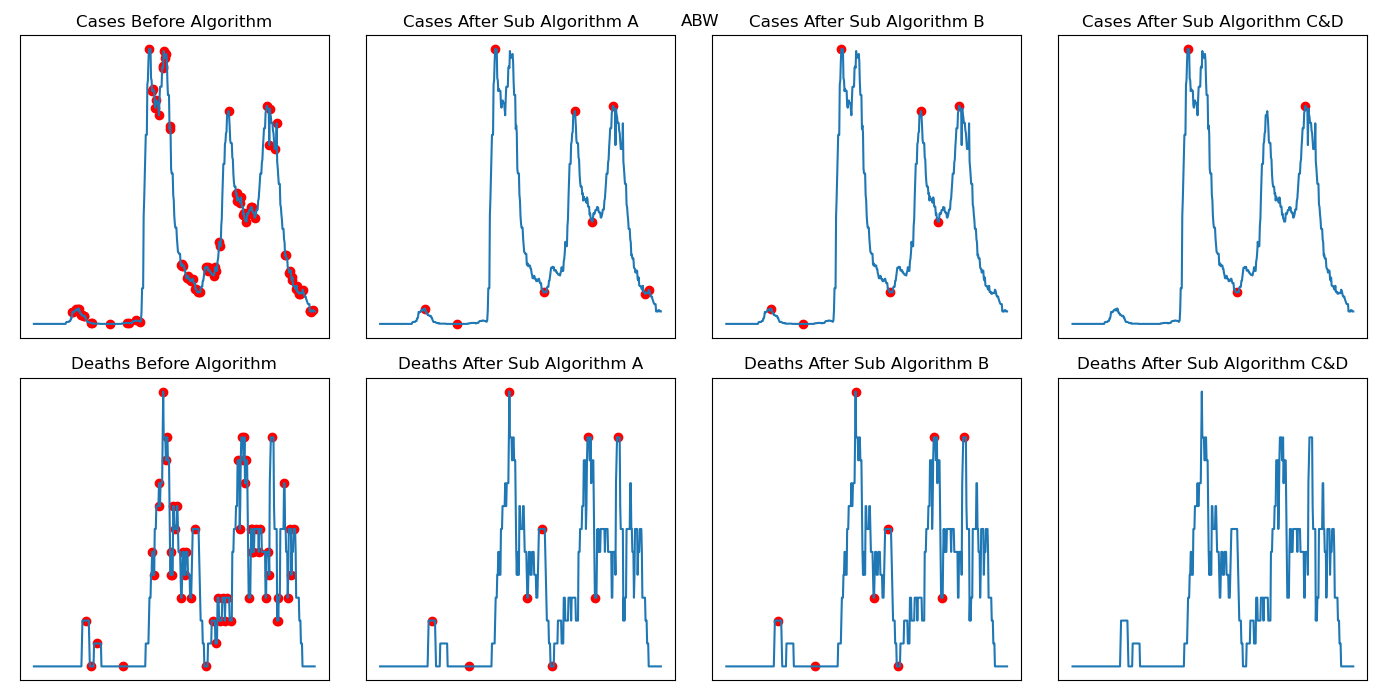 ABW
Cases Before Algorithm
Cases After Sub Algorithm A
Cases After Sub Algorithm B
Cases After Sub Algorithm C&D
Deaths Before Algorithm
Deaths After Sub Algorithm A
Deaths After Sub Algorithm B
Deaths After Sub Algorithm C&D